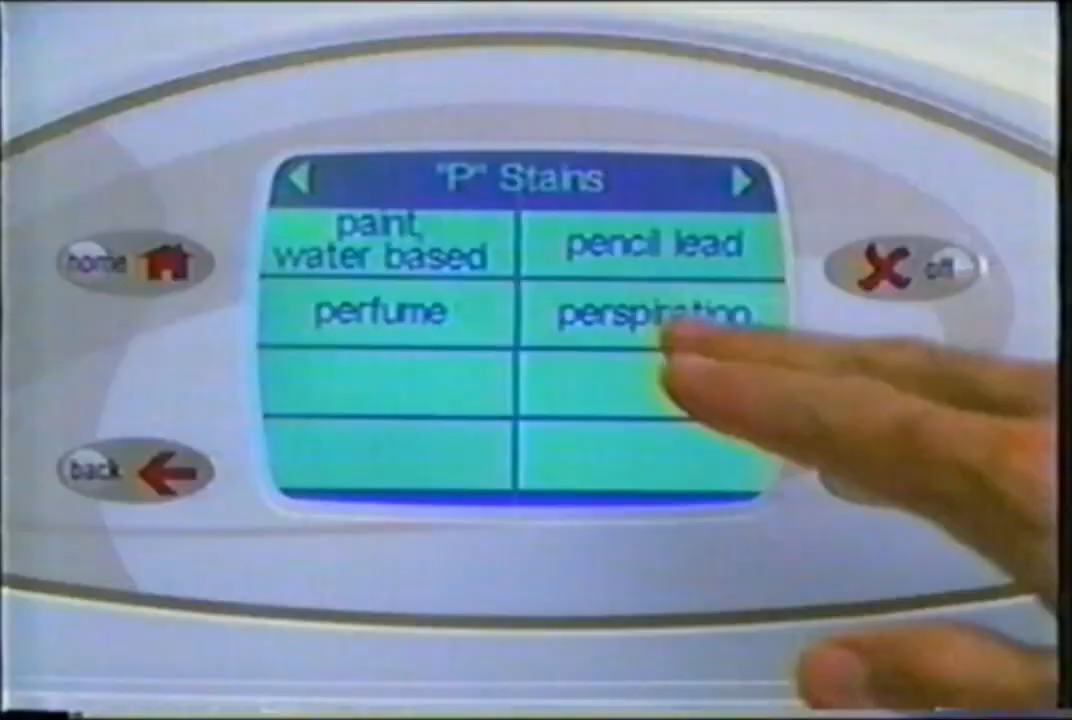 "P" Stains
paint,
water based
pencil lead
home
off
perfume
perspiration
back